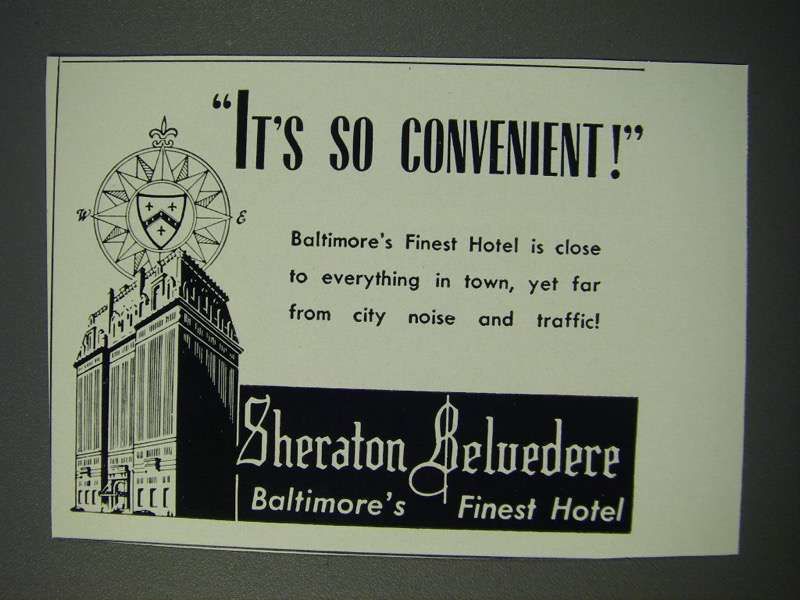 "IT'S SO CONVENIENT!"
W E
Baltimore's Finest Hotel is close
to everything in town, yet far
from city noise and traffic!
Sheraton Belvedere
Baltimore's Finest Hotel